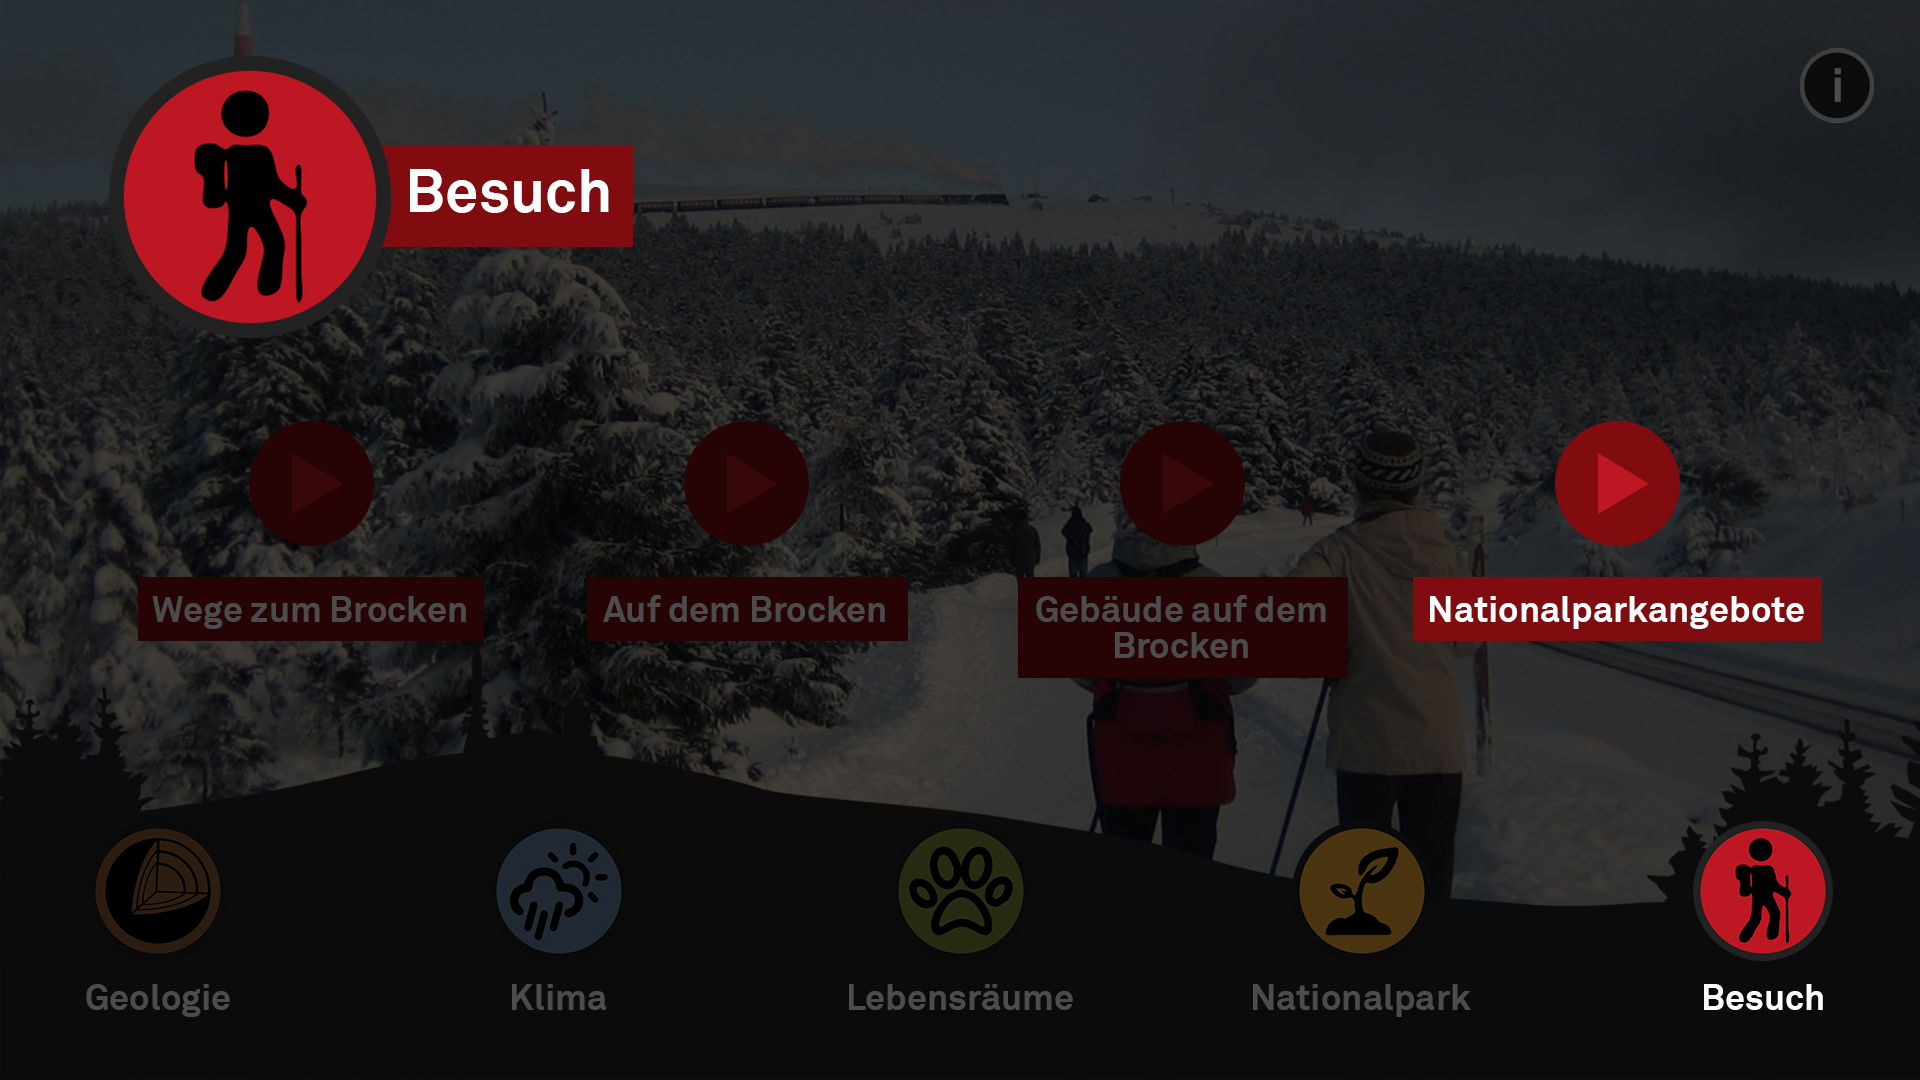 i
Besuch
Wege zum Brocken
Auf dem Brocken
Gebäude auf dem
Brocken
Nationalparkangebote
Geologie
Klima
Lebensräume
Nationalpark
Besuch